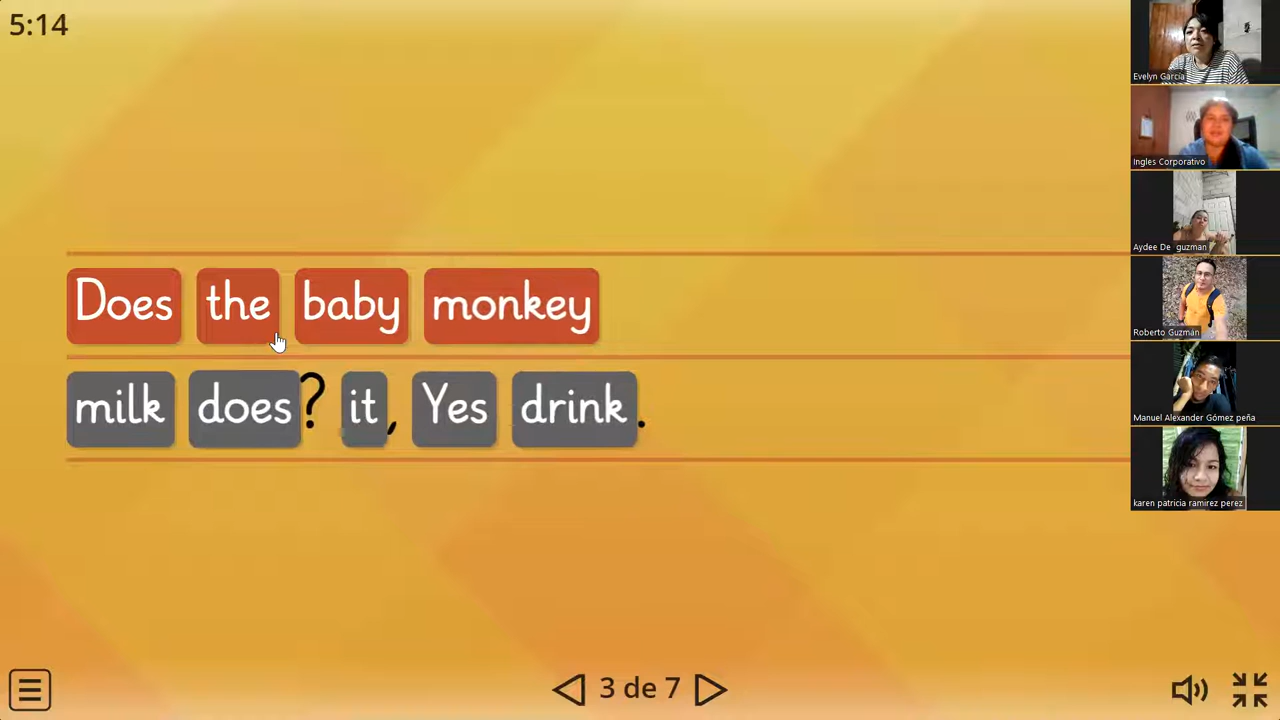 5:14
Evelyn García
Ingles Corporativo
Aydee De guzman
Roberto Guzmán
Manuel Alexander Gómez peña
karen patricia ramirez perez
Does the baby monkey
milk does? it, Yes drink.
3 de 7